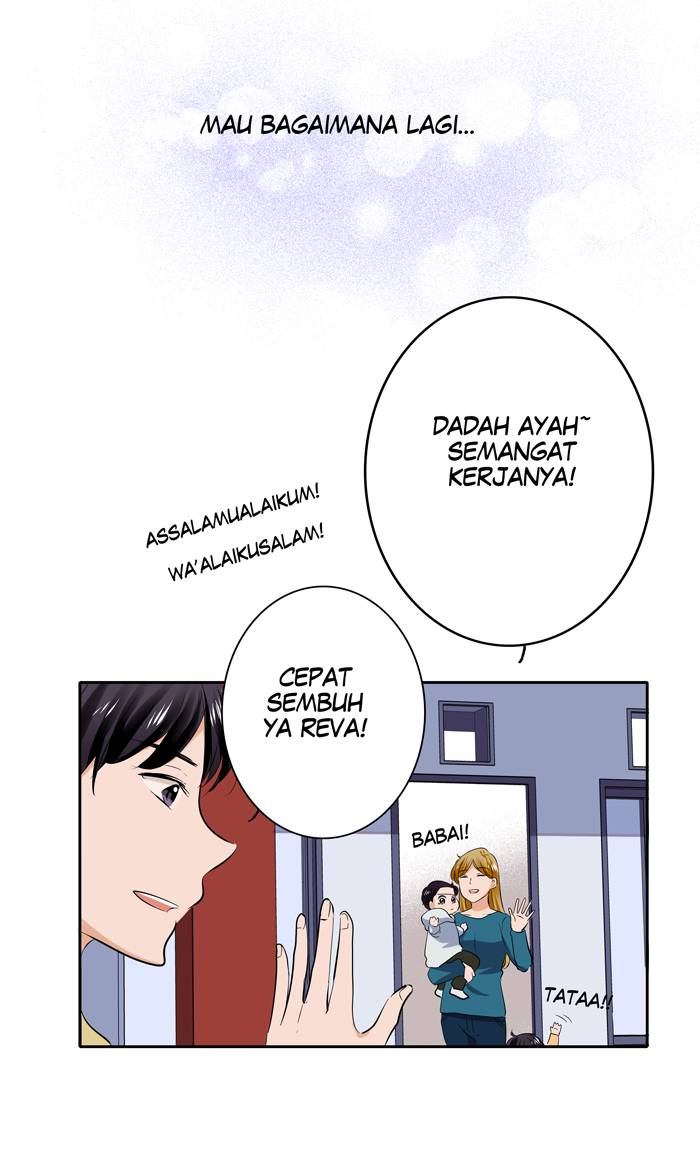 MAU BAGAIMANA LAGI...
DADAH AYAH~
SEMANGAT
KERJANYA!
ASSALAMUALAIKUM!
WA'ALAIKUSALAM!
CEPAT
SEMBUH
YA REVA!
BABAI!
TATAA!!